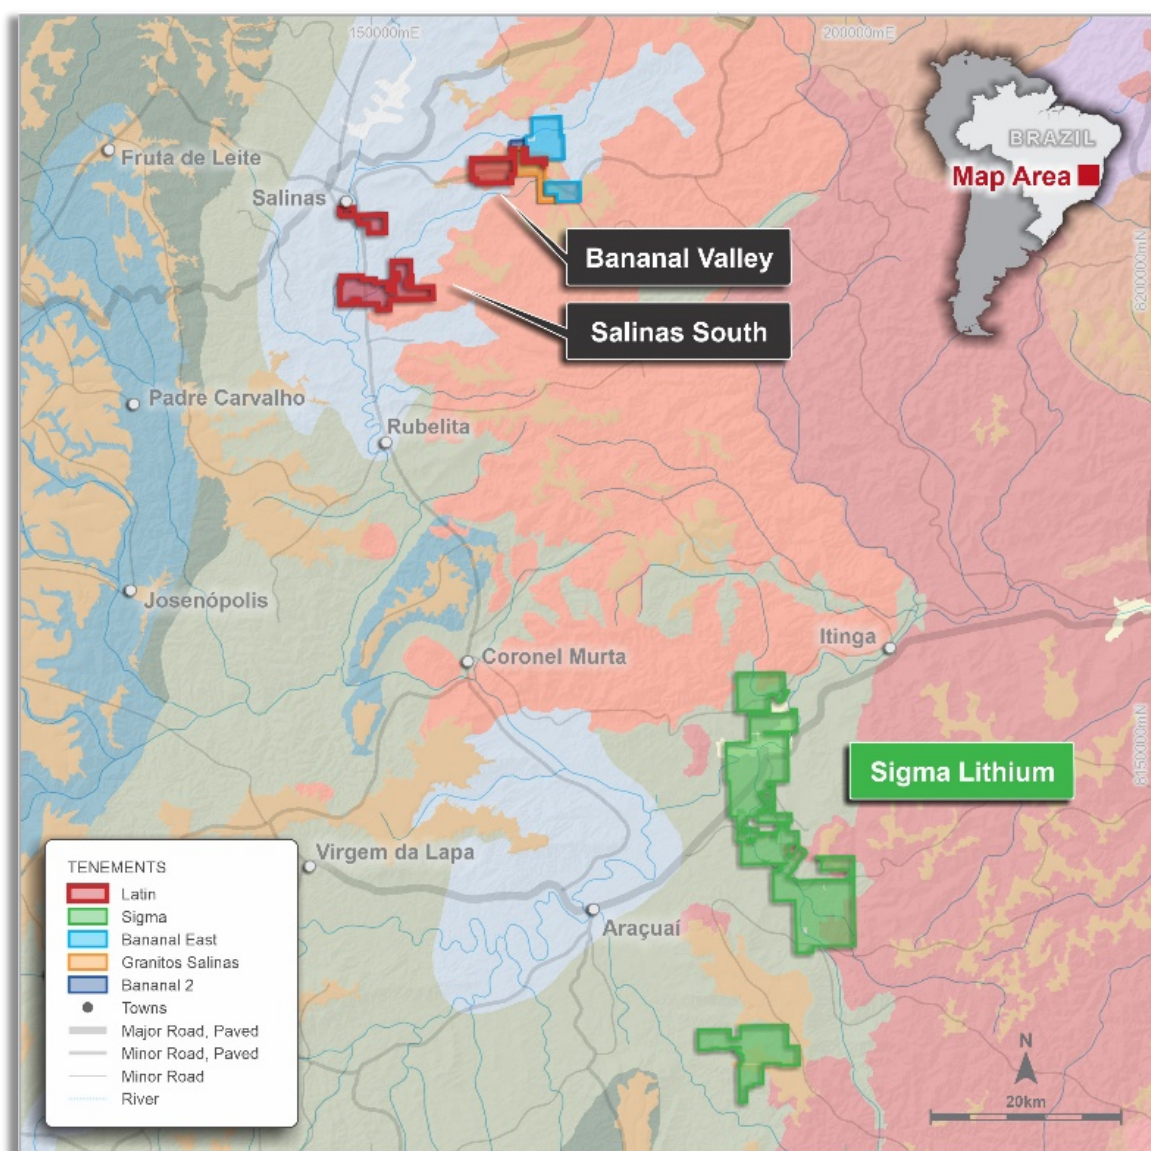 150000mE
200000mE
BRAZIL
Map Area
Fruta de Leite
Salinas
8200000mN
Bananal Valley
Salinas South
Padre Carvalho
Rubelita
Josenópolis
Itinga
Coronel Murta
8150000mN
Sigma Lithium
Virgem da Lapa
Araçuaí
TENEMENTS
Latin
Sigma
Bananal East
Granitos Salinas
Bananal 2
Towns
Major Road, Paved
Minor Road, Paved
Minor Road
River
N
20km